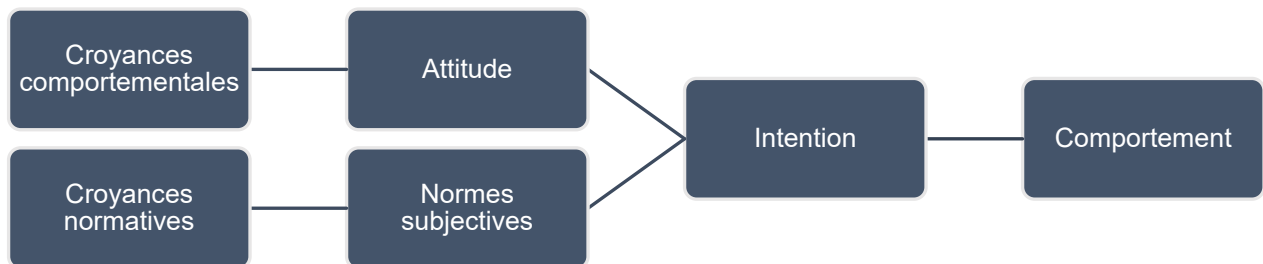 Croyances
comportementales
Attitude
Intention
Comportement
Croyances
normatives
Normes
subjectives